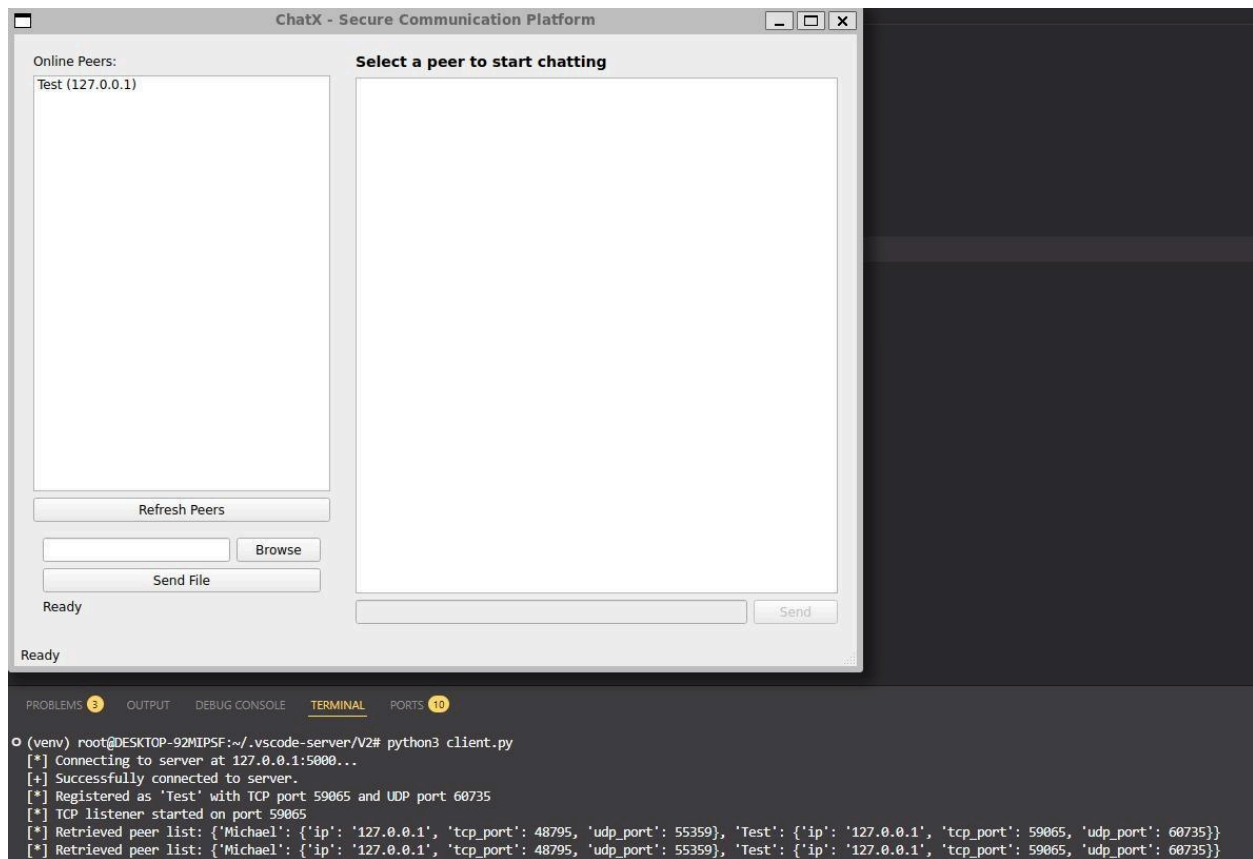 ChatX - Secure Communication Platform
Online Peers:
Select a peer to start chatting
Test (127.0.0.1)
Refresh Peers
Browse
Send File
Ready
Send
Ready
PROBLEMS 3 OUTPUT DEBUG CONSOLE TERMINAL PORTS 10
(venv) root@DESKTOP-92MIPSF:~/.vscode-server/V2# python3 client.py
[*] Connecting to server at 127.0.0.1:5000...
[+] Successfully connected to server.
[*] Registered as 'Test' with TCP port 59065 and UDP port 60735
[*] TCP listener started on port 59065
[*] Retrieved peer list: {'Michael': {'ip': '127.0.0.1', 'tcp_port': 48795, 'udp_port': 55359}, 'Test': {'ip': '127.0.0.1', 'tcp_port': 59065, 'udp_port': 60735}}
[*] Retrieved peer list: {'Michael': {'ip': '127.0.0.1', 'tcp_port': 48795, 'udp_port': 55359}, 'Test': {'ip': '127.0.0.1', 'tcp_port': 59065, 'udp_port': 60735}}